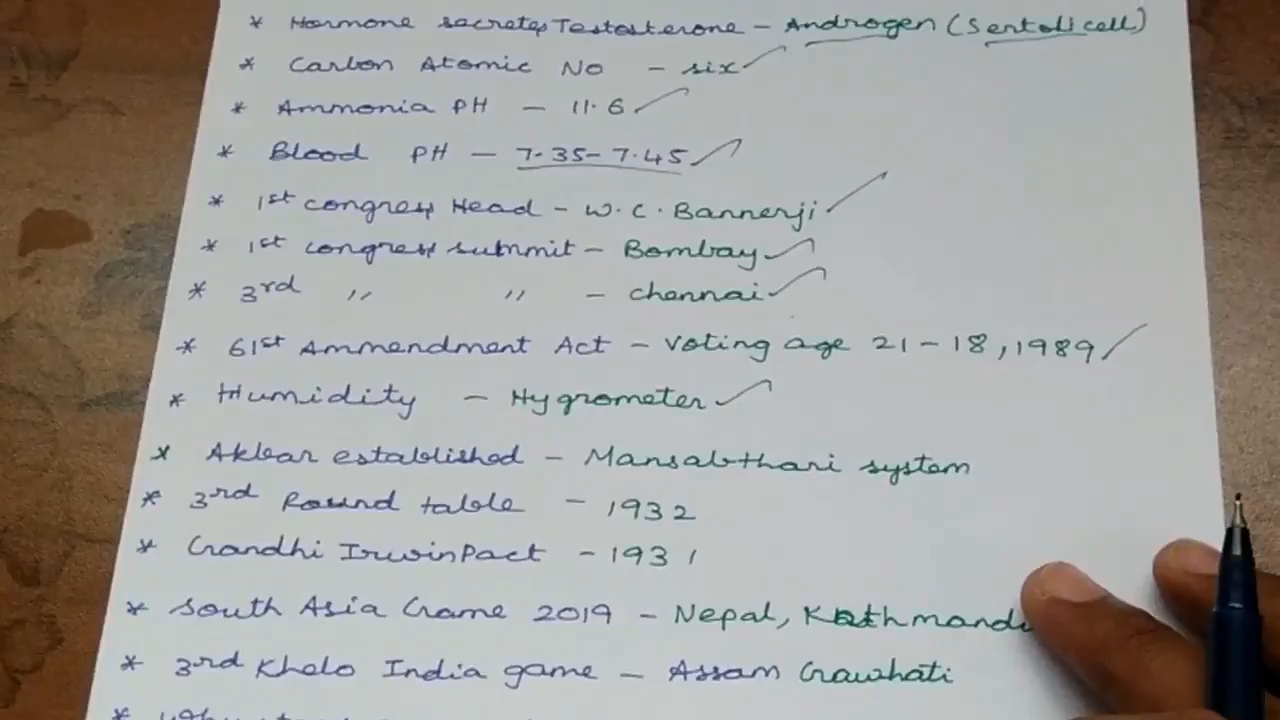 * Hormone secretes Testosterone - Androgen (Sertoli cell)
* Carbon Atomic No - six
* Ammonia PH - 11.6
* Blood PH - 7.35-7.45
* 1st congress Head - W.C. Bannerji
* 1st congress summit - Bombay
* 3rd " " - chennai
* 61st Ammendment Act - Voting age 21-18, 1989
* Humidity - Hygrometer
* Akbar established - Mansabthari system
* 3rd Round table - 1932
* Gandhi Irwin Pact - 1931
* South Asia Game 2019 - Nepal,
* 3rd Khelo India game - Assam Gawhati
*